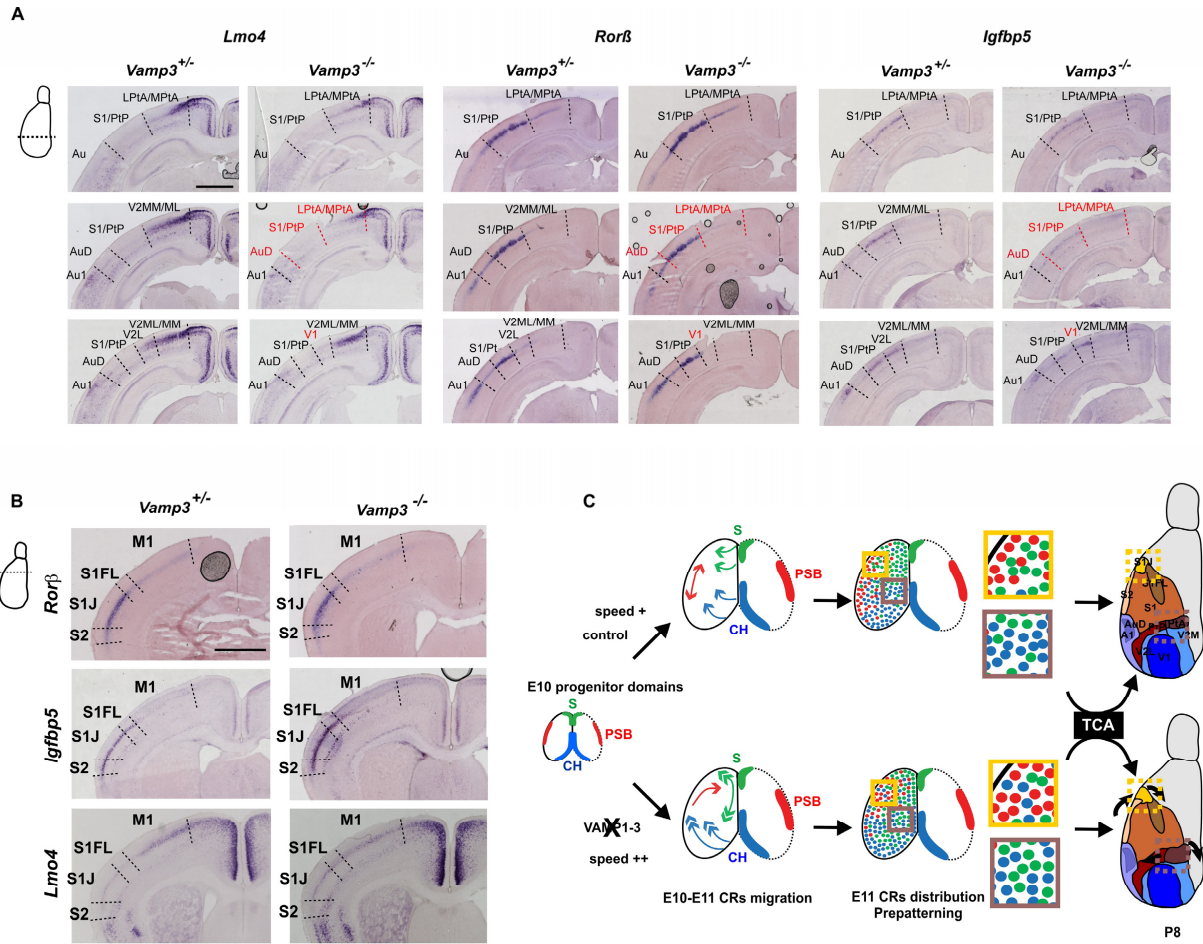 A
Lmo4 Rorß Igfbp5
Vamp3+/- Vamp3-/- Vamp3+/- Vamp3-/- Vamp3+/- Vamp3-/-
LPtA/MPtA LPtA/MPtA LPtA/MPtA LPtA/MPtA LPtA/MPtA LPtA/MPtA
S1/PtP S1/PtP S1/PtP S1/PtP S1/PtP S1/PtP
Au Au Au Au Au Au
V2MM/ML LPtA/MPtA V2MM/ML LPtA/MPtA V2MM/ML LPtA/MPtA
S1/PtP S1/PtP S1/PtP S1/PtP S1/PtP S1/PtP
AuD AuD AuD AuD AuD AuD
Au1 Au1 Au1 Au1 Au1 Au1
V2ML/MM V2ML/MM V2ML/MM V2ML/MM V2ML/MM V2ML/MM
V2L V1 V2L V1 V2L V1
S1/PtP S1/PtP S1/Pt S1/PtP S1/PtP S1/PtP
AuD AuD AuD AuD AuD AuD
Au1 Au1 Au1 Au1 Au1 Au1
B
Vamp3+/- Vamp3 -/-
Rorβ
M1 M1
S1FL S1FL
S1J S1J
S2 S2
Igfbp5
M1 M1
S1FL S1FL
S1J S1J
S2 S2
Lmo4
M1 M1
S1FL S1FL
S1J S1J
S2 S2
C
S
PSB
CH
speed +
control
E10 progenitor domains
S
PSB
CH
VAMP1-3
speed ++
S
PSB
CH
E10-E11 CRs migration
E11 CRs distribution
Prepatterning
TCA
S1J
S2
S1
AuD
A1
V2M
V2L V1
P8